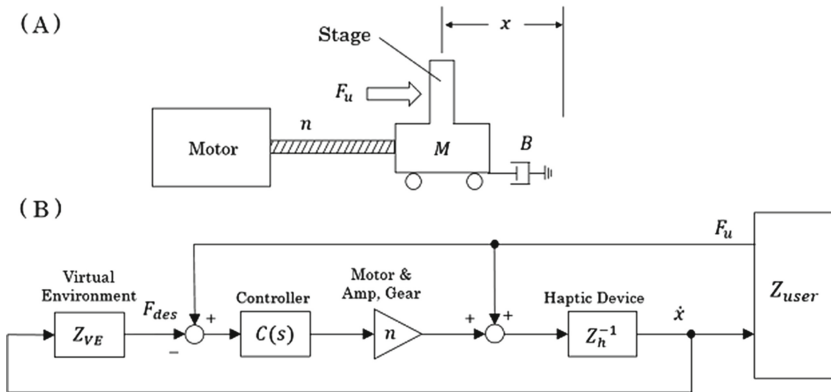 (A)
Stage
x
F_u
n
B
Motor
M
(B)
F_u
Virtual Environment
F_des
Controller
Motor & Amp, Gear
Haptic Device
ẋ
Z_user
Z_VE
−
+
C(s)
n
+
+
Z_h^{-1}